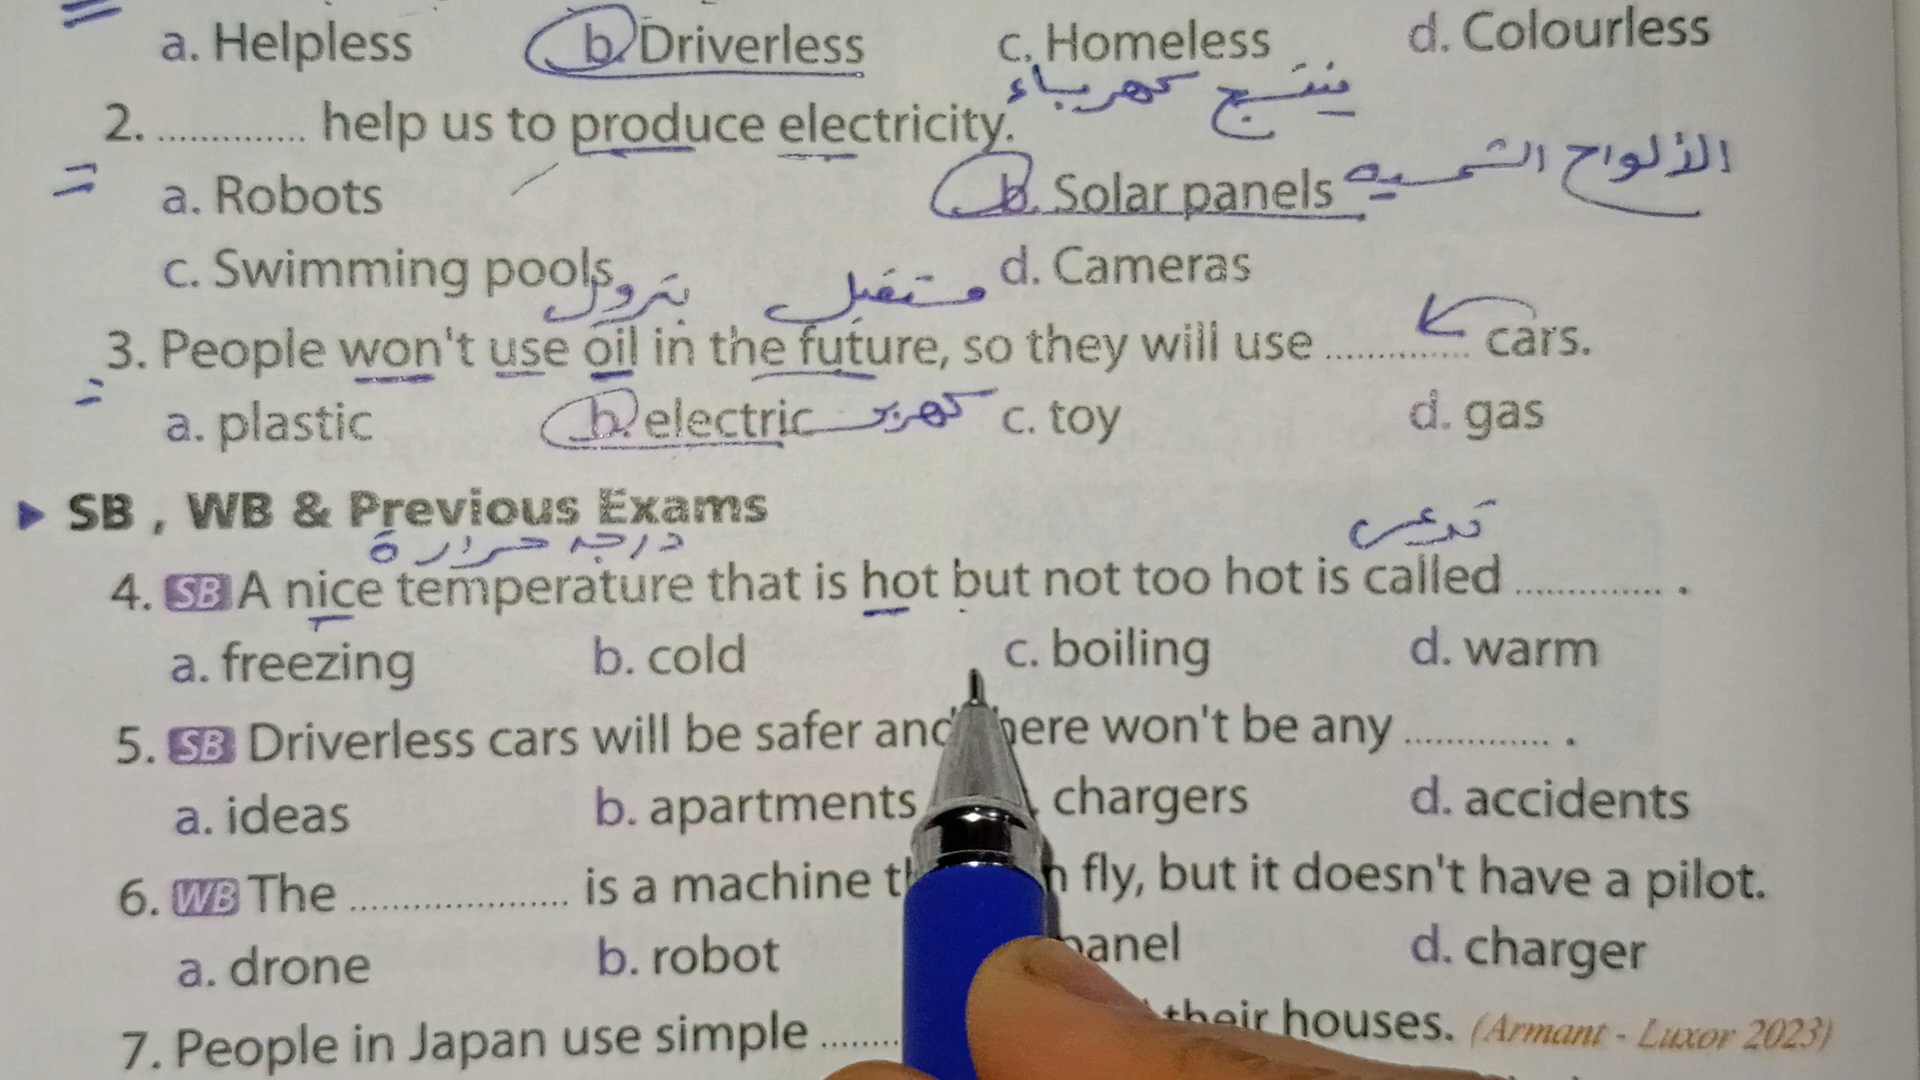 a. Helpless b. Driverless c. Homeless d. Colourless
ينتج كهرباء
2. .............. help us to produce electricity.
الألواح الشمسيه
a. Robots b. Solar panels
c. Swimming pools d. Cameras
مستقبل بترول
3. People won't use oil in the future, so they will use .............. cars.
a. plastic b. electric c. toy d. gas
SB , WB & Previous Exams
تدعى
درجه حرارة
4. SB A nice temperature that is hot but not too hot is called .............. .
a. freezing b. cold c. boiling d. warm
5. SB Driverless cars will be safer and there won't be any .............. .
a. ideas b. apartments chargers d. accidents
6. WB The ..................... is a machine fly, but it doesn't have a pilot.
a. drone b. robot panel d. charger
7. People in Japan use simple ........ their houses. (Armant - Luxor 2023)